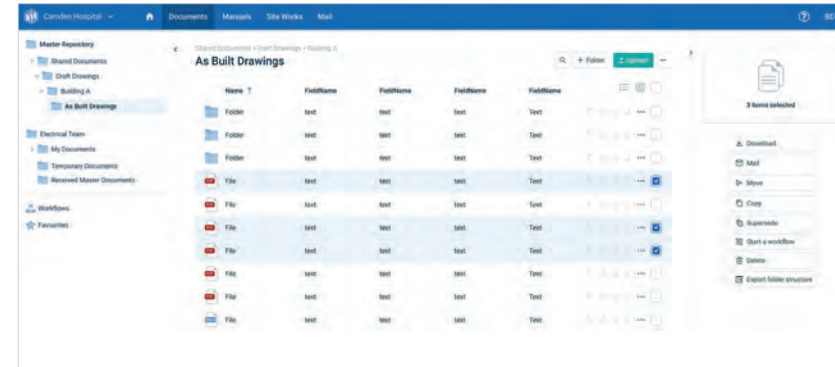 Camden Hospital Documents Manuals Site Works Mail BD
Master Repository
Shared Documents
Draft Drawings
Building A
As Built Drawings
Electrical Team
My Documents
Temporary Documents
Received Master Documents
Workflows
Favourites
Shared Documents > Draft Drawings > Building A
As Built Drawings
+ Folder Upload
Name ↑ FieldName FieldName FieldName FieldName
Folder text text text Text
Folder text text text Text
Folder text text text Text
File text text text Text
File text text text Text
File text text text Text
File text text text Text
File text text text Text
File text text text Text
File text text text Text
3 items selected
Download
Mail
Move
Copy
Supersede
Start a workflow
Delete
Export folder structure